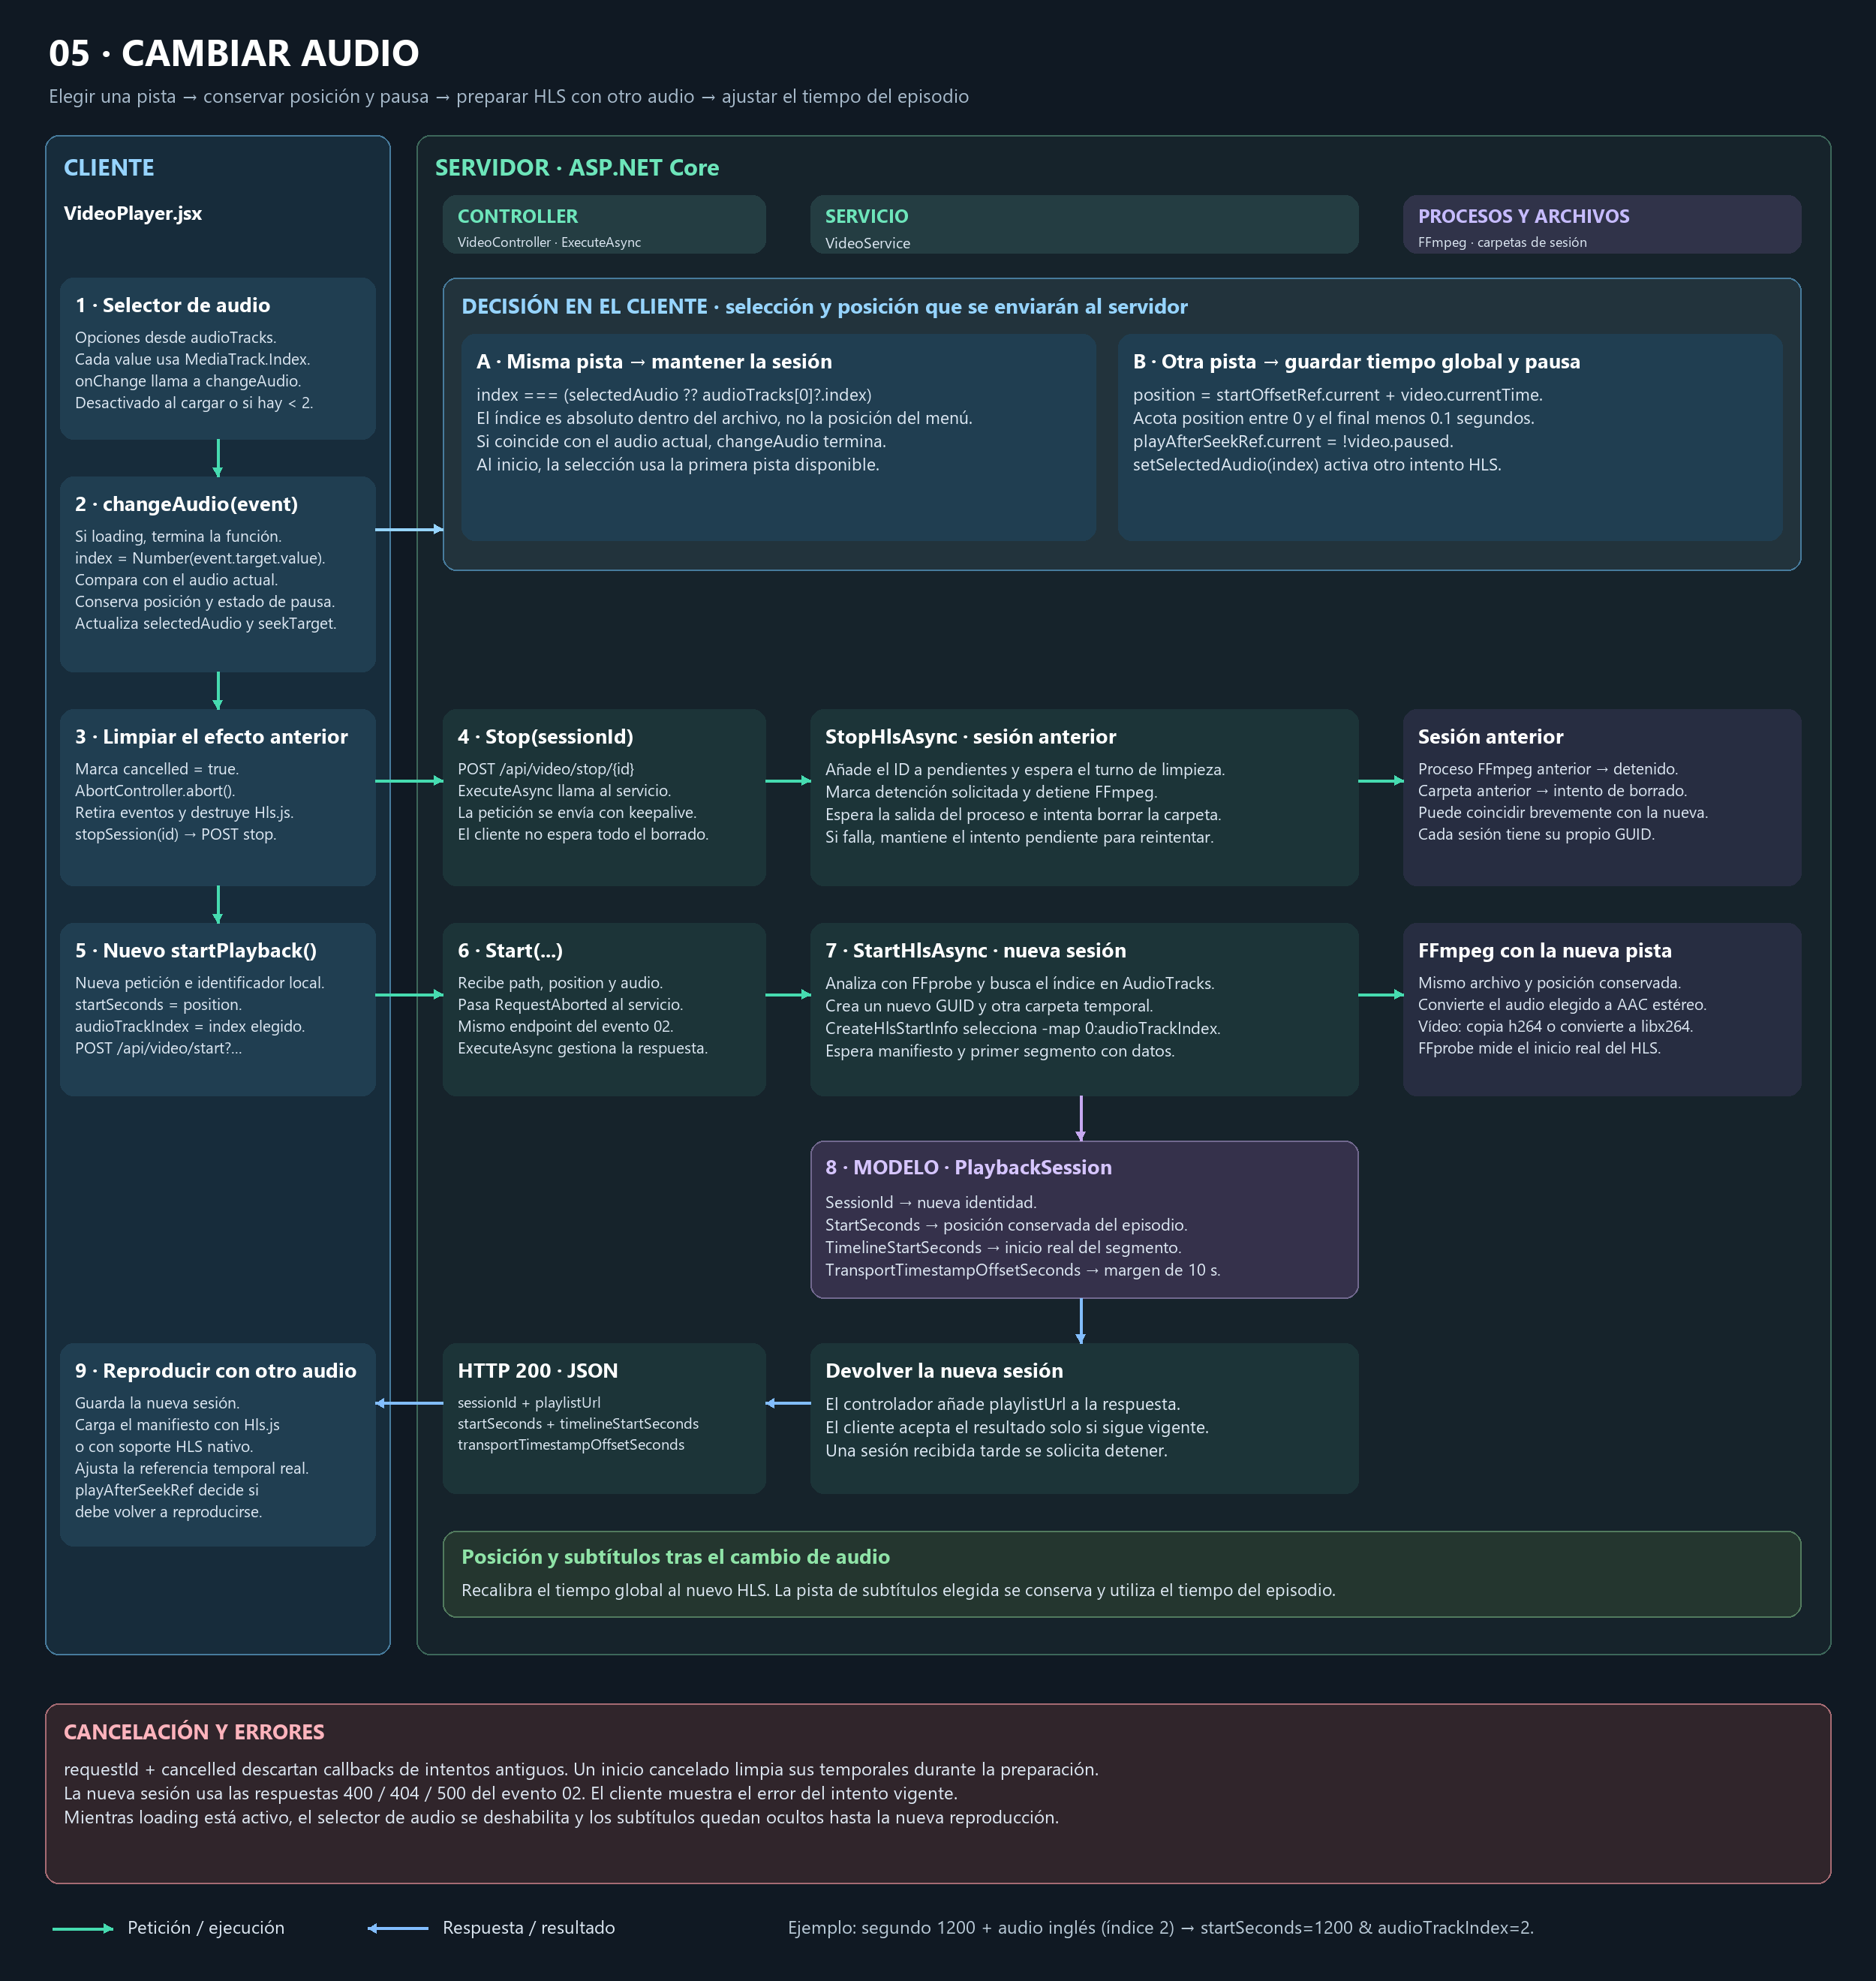 05 · CAMBIAR AUDIO
Elegir una pista → conservar posición y pausa → preparar HLS con otro audio → ajustar el tiempo del episodio
CLIENTE
VideoPlayer.jsx
SERVIDOR · ASP.NET Core
CONTROLLER
VideoController · ExecuteAsync
SERVICIO
VideoService
PROCESOS Y ARCHIVOS
FFmpeg · carpetas de sesión
1 · Selector de audio
Opciones desde audioTracks.
Cada value usa MediaTrack.Index.
onChange llama a changeAudio.
Desactivado al cargar o si hay < 2.
DECISIÓN EN EL CLIENTE · selección y posición que se enviarán al servidor
A · Misma pista → mantener la sesión
index === (selectedAudio ?? audioTracks[0]?.index)
El índice es absoluto dentro del archivo, no la posición del menú.
Si coincide con el audio actual, changeAudio termina.
Al inicio, la selección usa la primera pista disponible.
B · Otra pista → guardar tiempo global y pausa
position = startOffsetRef.current + video.currentTime.
Acota position entre 0 y el final menos 0.1 segundos.
playAfterSeekRef.current = !video.paused.
setSelectedAudio(index) activa otro intento HLS.
2 · changeAudio(event)
Si loading, termina la función.
index = Number(event.target.value).
Compara con el audio actual.
Conserva posición y estado de pausa.
Actualiza selectedAudio y seekTarget.
3 · Limpiar el efecto anterior
Marca cancelled = true.
AbortController.abort().
Retira eventos y destruye Hls.js.
stopSession(id) → POST stop.
4 · Stop(sessionId)
POST /api/video/stop/{id}
ExecuteAsync llama al servicio.
La petición se envía con keepalive.
El cliente no espera todo el borrado.
StopHlsAsync · sesión anterior
Añade el ID a pendientes y espera el turno de limpieza.
Marca detención solicitada y detiene FFmpeg.
Espera la salida del proceso e intenta borrar la carpeta.
Si falla, mantiene el intento pendiente para reintentar.
Sesión anterior
Proceso FFmpeg anterior → detenido.
Carpeta anterior → intento de borrado.
Puede coincidir brevemente con la nueva.
Cada sesión tiene su propio GUID.
5 · Nuevo startPlayback()
Nueva petición e identificador local.
startSeconds = position.
audioTrackIndex = index elegido.
POST /api/video/start?...
6 · Start(...)
Recibe path, position y audio.
Pasa RequestAborted al servicio.
Mismo endpoint del evento 02.
ExecuteAsync gestiona la respuesta.
7 · StartHlsAsync · nueva sesión
Analiza con FFprobe y busca el índice en AudioTracks.
Crea un nuevo GUID y otra carpeta temporal.
CreateHlsStartInfo selecciona -map 0:audioTrackIndex.
Espera manifiesto y primer segmento con datos.
FFmpeg con la nueva pista
Mismo archivo y posición conservada.
Convierte el audio elegido a AAC estéreo.
Vídeo: copia h264 o convierte a libx264.
FFprobe mide el inicio real del HLS.
8 · MODELO · PlaybackSession
SessionId → nueva identidad.
StartSeconds → posición conservada del episodio.
TimelineStartSeconds → inicio real del segmento.
TransportTimestampOffsetSeconds → margen de 10 s.
9 · Reproducir con otro audio
Guarda la nueva sesión.
Carga el manifiesto con Hls.js
o con soporte HLS nativo.
Ajusta la referencia temporal real.
playAfterSeekRef decide si
debe volver a reproducirse.
HTTP 200 · JSON
sessionId + playlistUrl
startSeconds + timelineStartSeconds
transportTimestampOffsetSeconds
Devolver la nueva sesión
El controlador añade playlistUrl a la respuesta.
El cliente acepta el resultado solo si sigue vigente.
Una sesión recibida tarde se solicita detener.
Posición y subtítulos tras el cambio de audio
Recalibra el tiempo global al nuevo HLS. La pista de subtítulos elegida se conserva y utiliza el tiempo del episodio.
CANCELACIÓN Y ERRORES
requestId + cancelled descartan callbacks de intentos antiguos. Un inicio cancelado limpia sus temporales durante la preparación.
La nueva sesión usa las respuestas 400 / 404 / 500 del evento 02. El cliente muestra el error del intento vigente.
Mientras loading está activo, el selector de audio se deshabilita y los subtítulos quedan ocultos hasta la nueva reproducción.
Petición / ejecución
Respuesta / resultado
Ejemplo: segundo 1200 + audio inglés (índice 2) → startSeconds=1200 & audioTrackIndex=2.